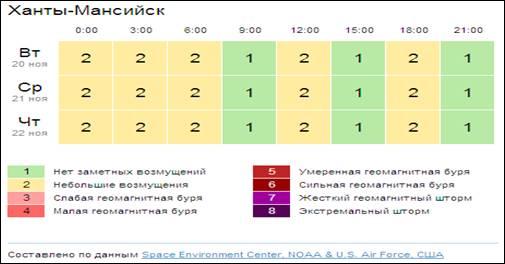 Ханты-Мансийск
0:00 3:00 6:00 9:00 12:00 15:00 18:00 21:00
Вт 2 2 2 1 2 1 2 1
20 ноя
Ср 2 2 2 1 2 1 2 1
21 ноя
Чт 2 2 2 1 2 1 2 1
22 ноя
1 Нет заметных возмущений 5 Умеренная геомагнитная буря
2 Небольшие возмущения 6 Сильная геомагнитная буря
3 Слабая геомагнитная буря 7 Жесткий геомагнитный шторм
4 Малая геомагнитная буря 8 Экстремальный шторм
Составлено по данным Space Environment Center, NOAA & U.S. Air Force, США